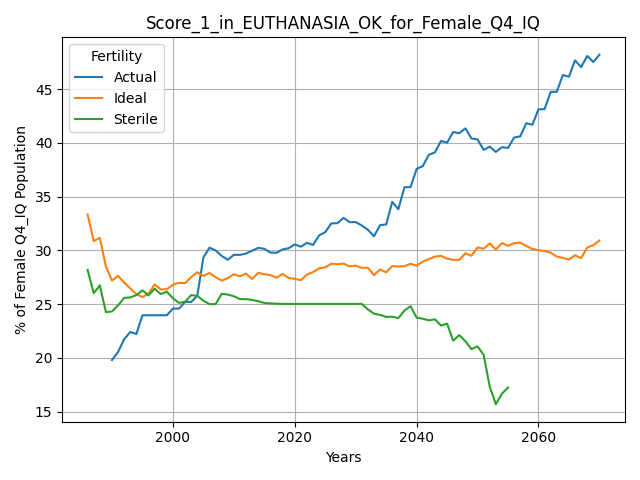 Score_1_in_EUTHANASIA_OK_for_Female_Q4_IQ
Fertility
Actual
Ideal
Sterile
% of Female Q4_IQ Population
45
40
35
30
25
20
15
2000
2020
2040
2060
Years